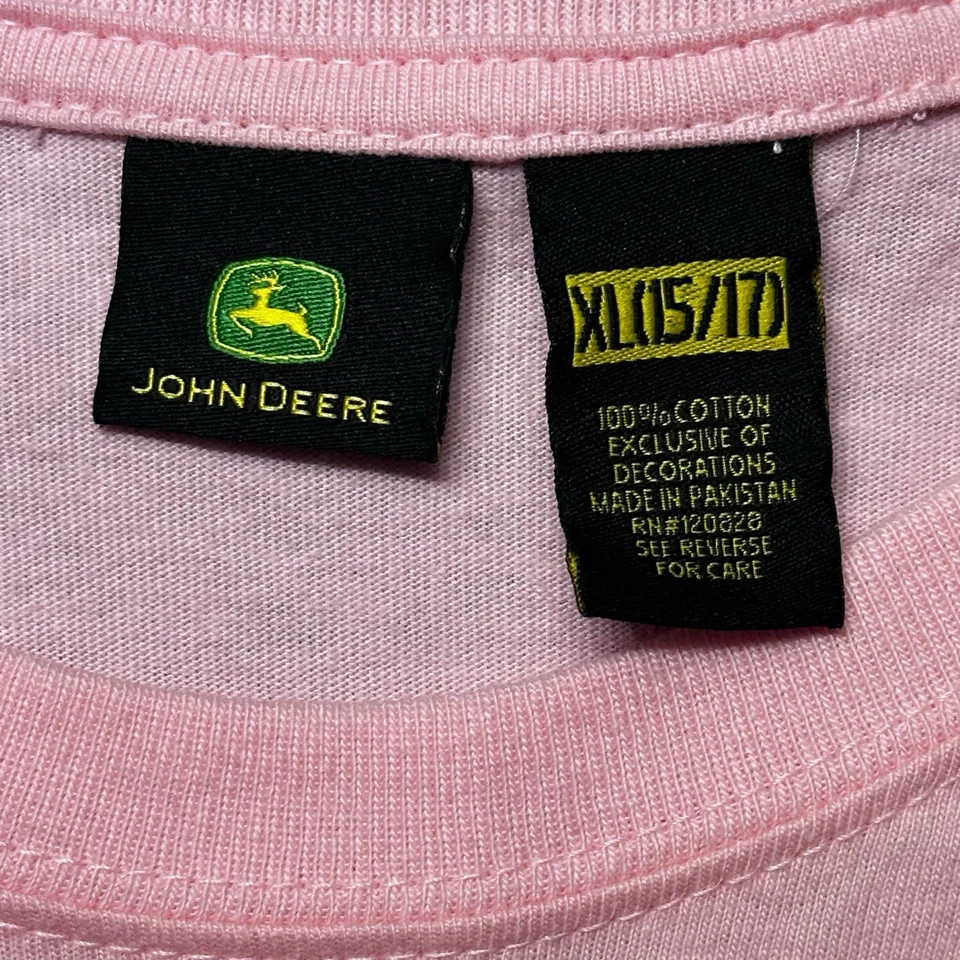 JOHN DEERE
XL(15/17)
100%COTTON
EXCLUSIVE OF
DECORATIONS
MADE IN PAKISTAN
RN#120828
SEE REVERSE
FOR CARE